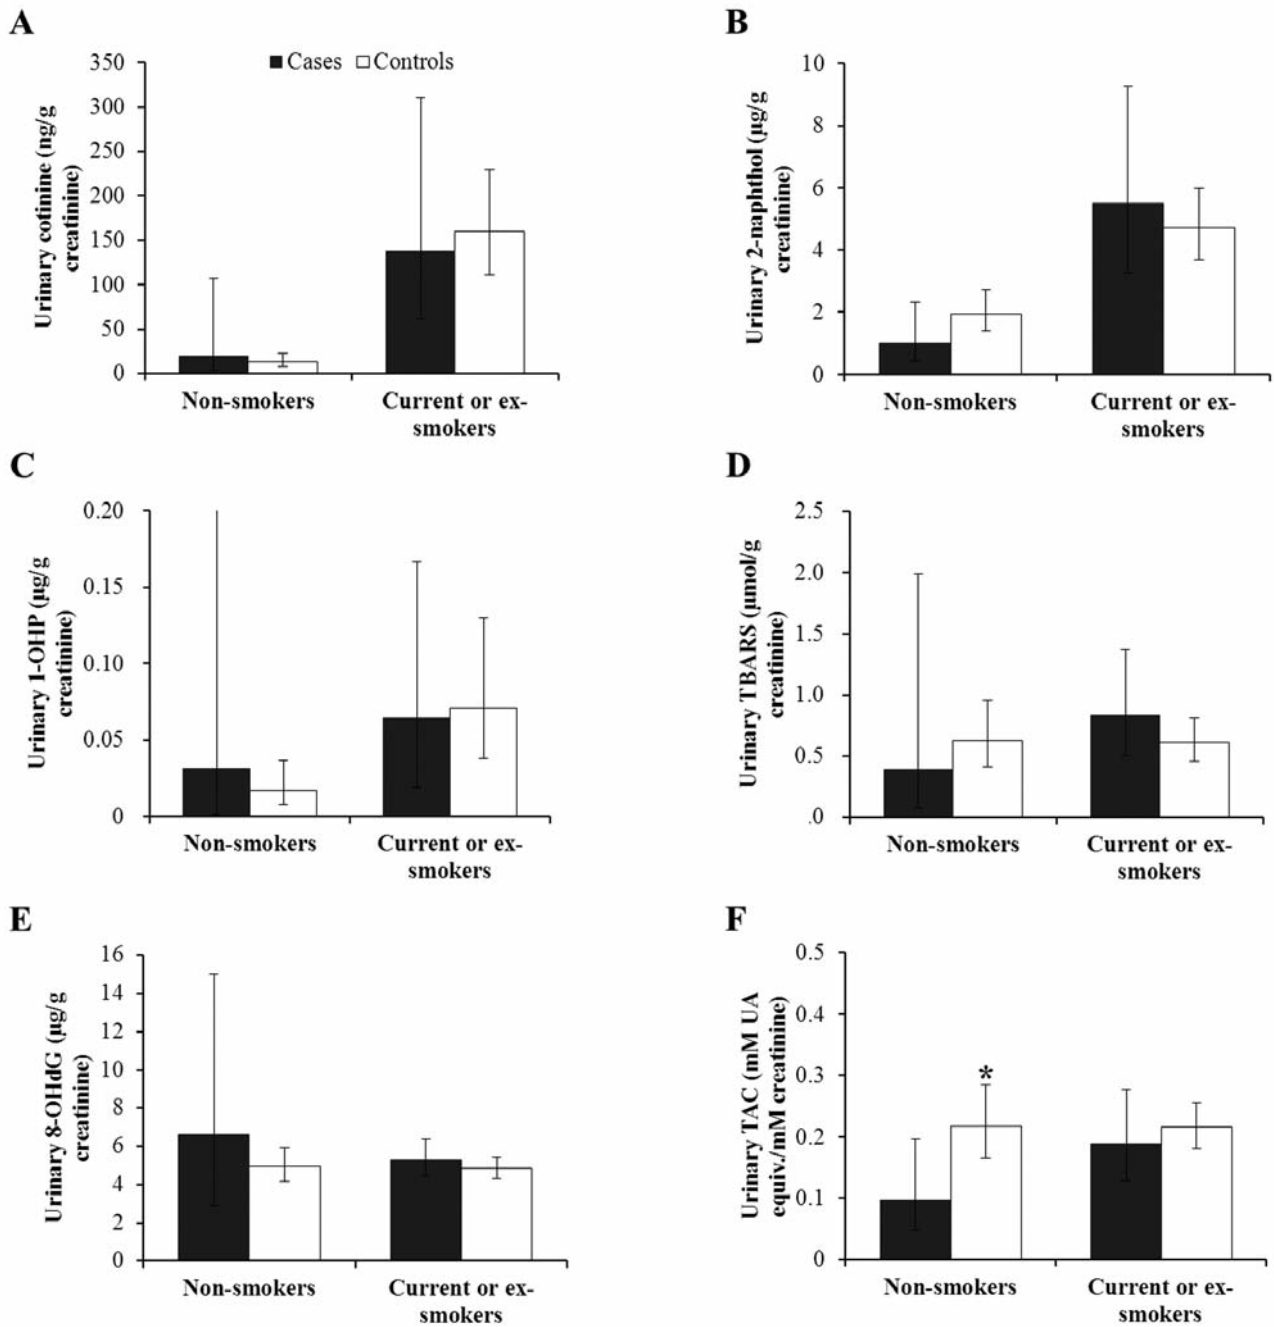 A
Urinary cotinine (ng/g
creatinine)
350
300
250
200
150
100
50
0
Cases Controls
Non-smokers
Current or ex-
smokers
B
Urinary 2-naphthol (µg/g
creatinine)
10
8
6
4
2
0
Non-smokers
Current or ex-
smokers
C
Urinary 1-OHP (µg/g
creatinine)
0.20
0.15
0.10
0.05
0
Non-smokers
Current or ex-
smokers
D
Urinary TBARS (µmol/g
creatinine)
2.5
2.0
1.5
1.0
0.5
.0
Non-smokers
Current or ex-
smokers
E
Urinary 8-OHdG (µg/g
creatinine)
16
14
12
10
8
6
4
2
0
Non-smokers
Current or ex-
smokers
F
Urinary TAC (mM UA
equiv./mM creatinine)
0.5
0.4
0.3
0.2
0.1
0
*
Non-smokers
Current or ex-
smokers